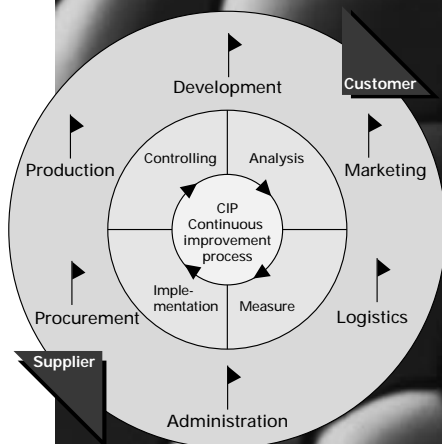 Development
Customer
Production
Controlling
Analysis
Marketing
CIP
Continuous
improvement
process
Procurement
Imple-
mentation
Measure
Logistics
Supplier
Administration